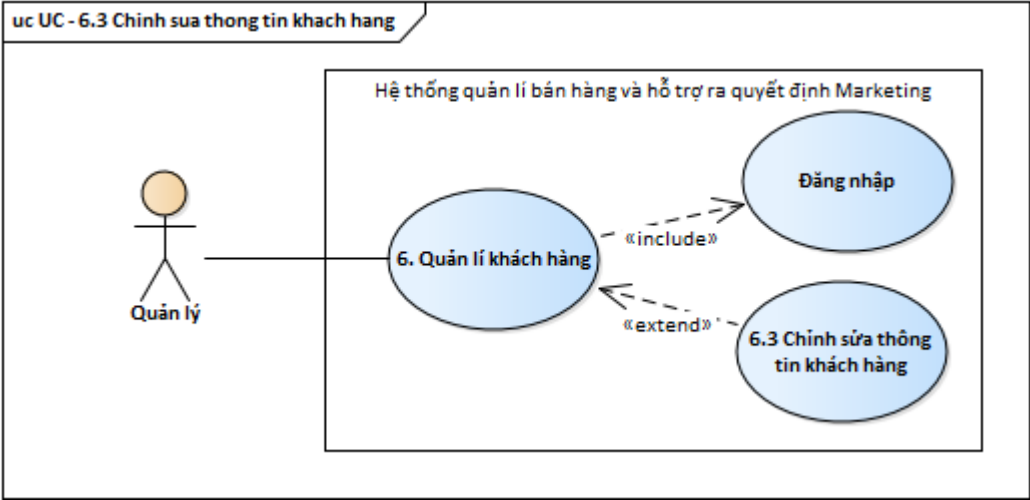 uc UC - 6.3 Chinh sua thong tin khach hang
Hệ thống quản lí bán hàng và hỗ trợ ra quyết định Marketing
Đăng nhập
«include»
6. Quản lí khách hàng
Quản lý
«extend»
6.3 Chỉnh sửa thông
tin khách hàng